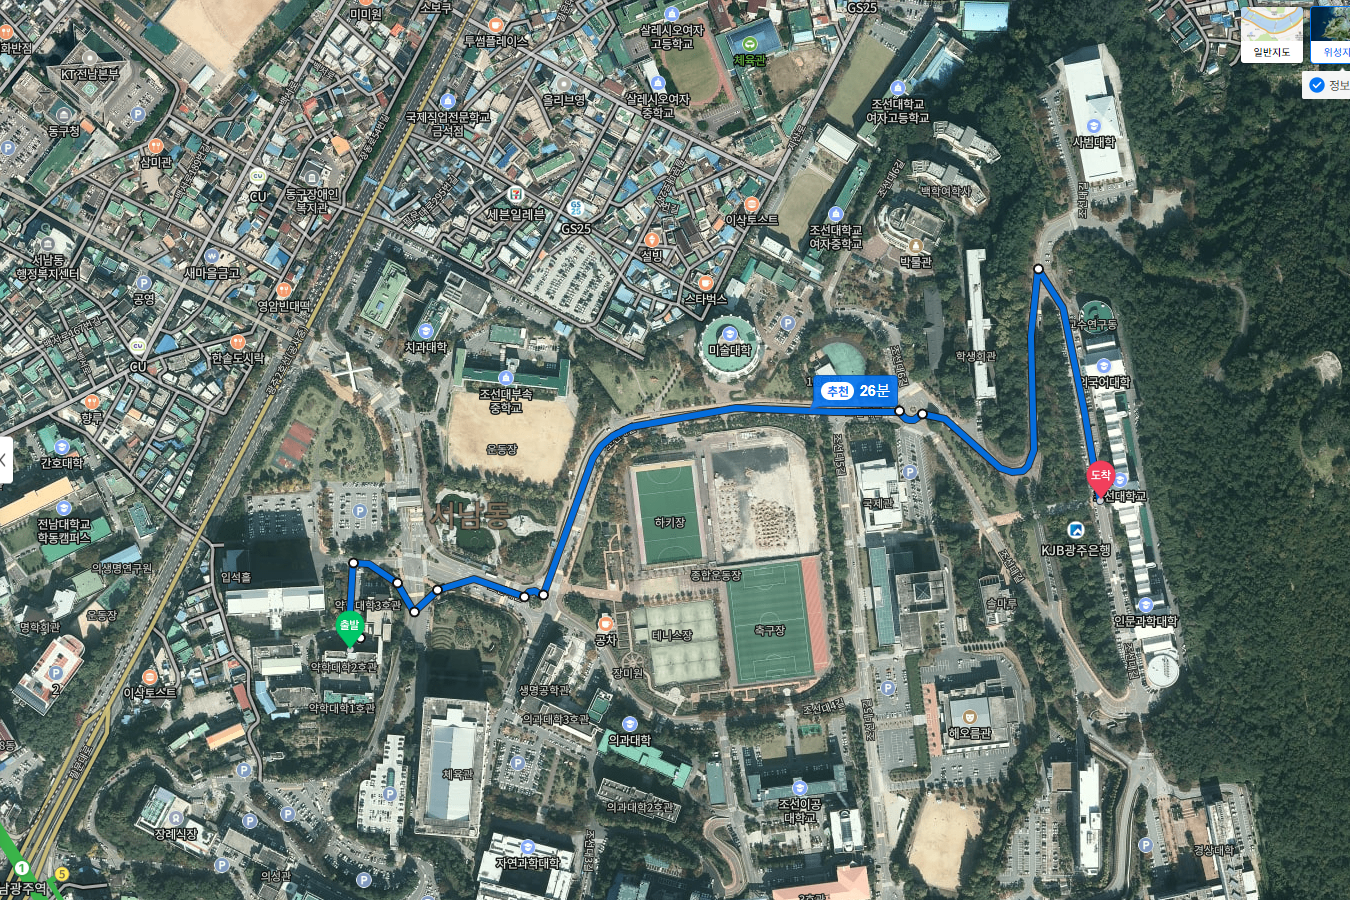 미미원
소보쿠
GS25
투썸플레이스
살레시오여자
고등학교
체육관
일반지도
위성지
정보
화반점
KT전남본부
동구청
삼미관
CU
동구장애인
복지관
국제직업전문학교
금석점
올리브영
살레시오여자
중학교
조선대학교
여자고등학교
사범대학
백학여학사
세븐일레븐
GS
25
GS25
이삭토스트
조선대학교
여자중학교
박물관
서남동
행정복지센터
새마을금고
공영
영암빈대떡
설빙
스타벅스
치과대학
미술대학
학생회관
교수연구동
외국어대학
CU
한솔도시락
조선대부속
중학교
추천 26분
향류
간호대학
운동장
도착
조선대학교
전남대학교
학동캠퍼스
서남동
하키장
국제관
KJB광주은행
의생명연구원
입석홀
종합운동장
운동장
명학회관
약학대학3호관
출발
약학대학2호관
약학대학1호관
공차
테니스장
축구장
솔마루
인문과학대학
장미원
생명공학관
이삭토스트
2
의과대학3호관
의과대학
조선대4길
해오름관
체육관
의과대학2호관
조선이공
대학교
장례식장
자연과학대학
의성관
경상대학
1
5
남광주역